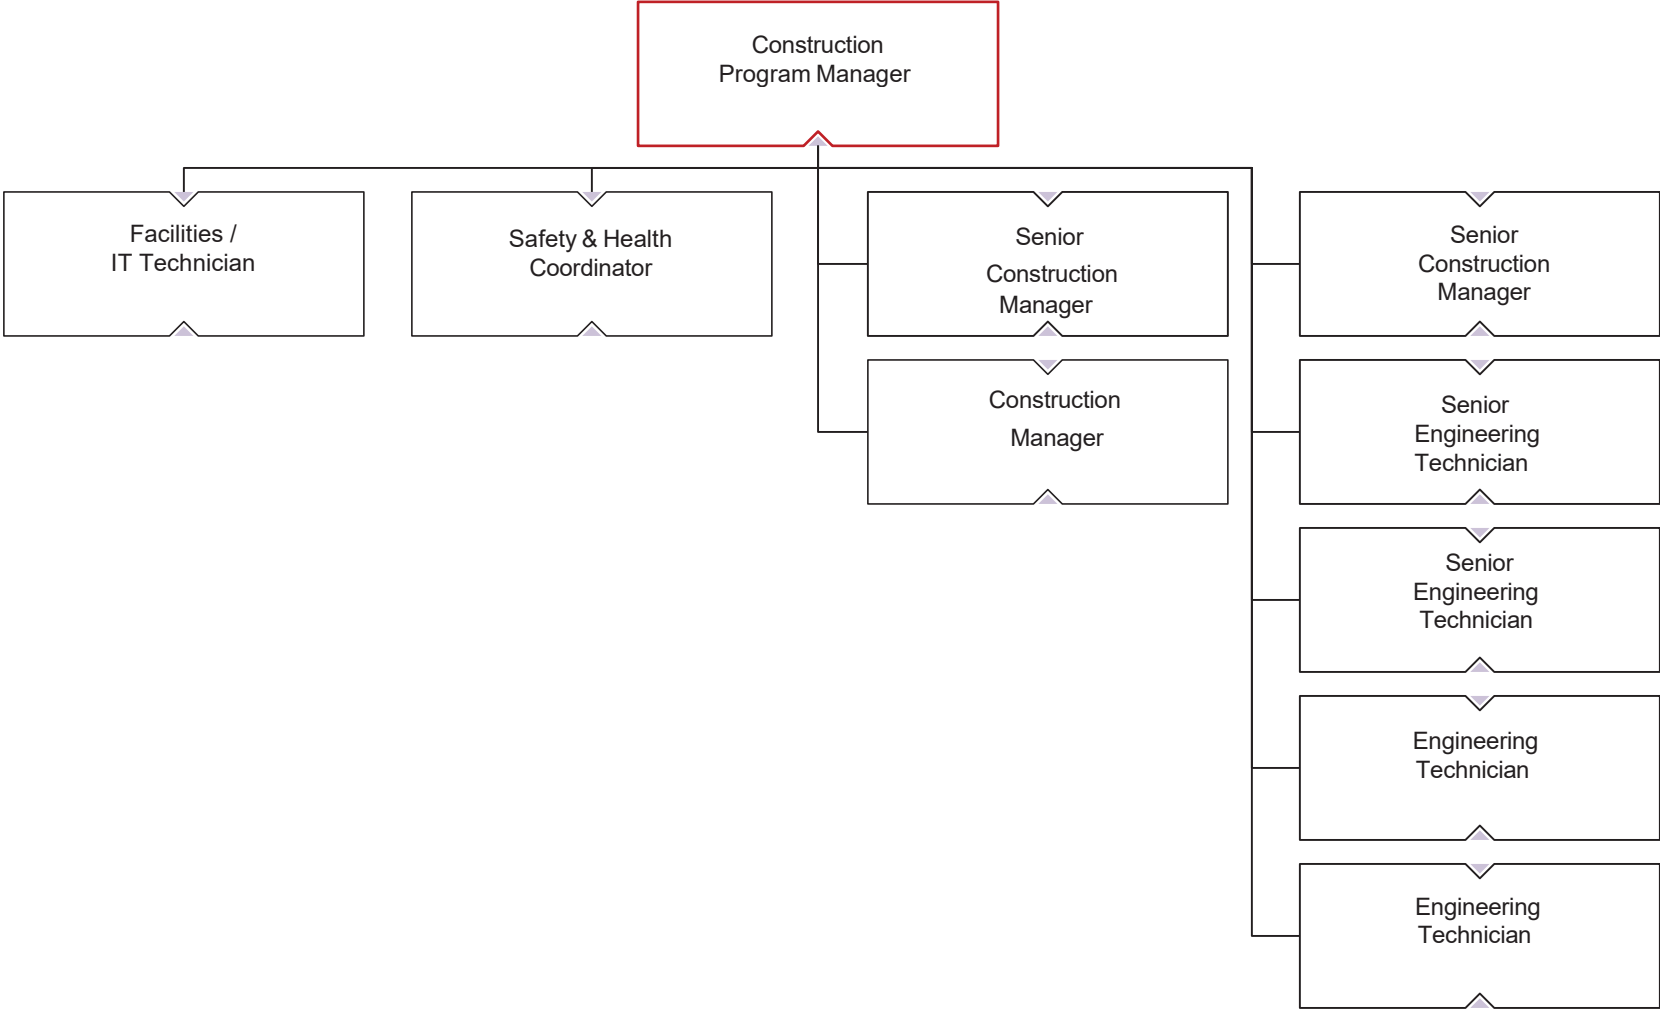 Construction
Program Manager
Facilities /
IT Technician
Safety & Health
Coordinator
Senior
Construction
Manager
Construction
Manager
Senior
Construction
Manager
Senior
Engineering
Technician
Senior
Engineering
Technician
Engineering
Technician
Engineering
Technician